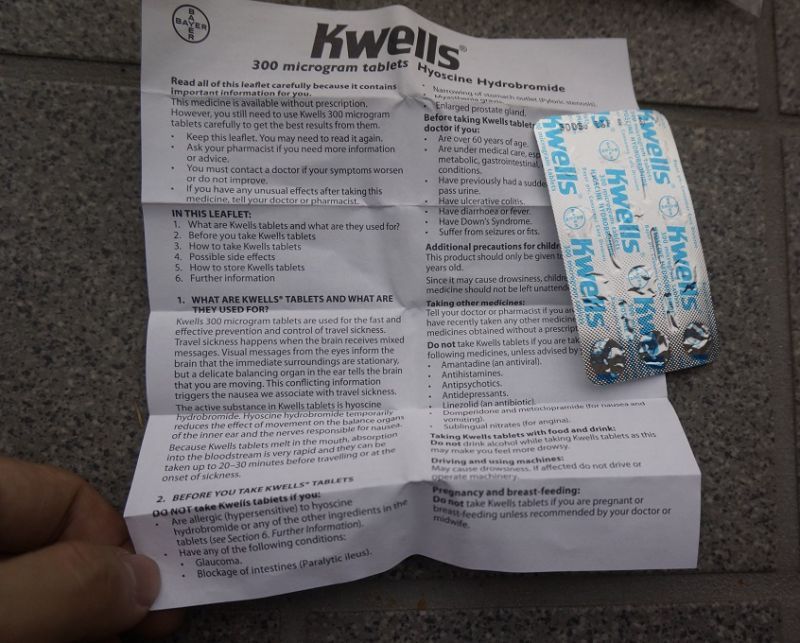 BAYER
BAYER
Kwells®
300 microgram tablets Hyoscine Hydrobromide
Read all of this leaflet carefully because it contains
important information for you.
This medicine is available without prescription.
However, you still need to use Kwells 300 microgram
tablets carefully to get the best results from them.
• Keep this leaflet. You may need to read it again.
• Ask your pharmacist if you need more information
or advice.
• You must contact a doctor if your symptoms worsen
or do not improve.
• If you have any unusual effects after taking this
medicine, tell your doctor or pharmacist.
IN THIS LEAFLET:
1. What are Kwells Tablets and what are they used for?
2. Before you take Kwells Tablets
3. How to take Kwells Tablets
4. Possible side effects
5. How to store Kwells Tablets
6. Further information
1. WHAT ARE KWELLS® TABLETS AND WHAT ARE
THEY USED FOR?
Kwells 300 microgram tablets are used for the fast and
effective prevention and control of travel sickness.
Travel sickness happens when the brain receives mixed
messages. Visual messages from the eyes inform the
brain that the immediate surroundings are stationary,
but a delicate balancing organ in the ear tells the brain
that you are moving. This conflicting information
triggers the nausea we associate with travel sickness.
The active substance in Kwells tablets is hyoscine
hydrobromide. Hyoscine hydrobromide temporarily
reduces the effect of movement on the balance organs
of the inner ear and the nerves responsible for nausea.
Because Kwells tablets melt in the mouth, absorption
into the bloodstream is very rapid and they can be
taken up to 20–30 minutes before travelling or at the
onset of sickness.
2. BEFORE YOU TAKE KWELLS® TABLETS
DO NOT take Kwells Tablets if you:
• Are allergic (hypersensitive) to hyoscine
hydrobromide or any of the other ingredients in the
tablets (see Section 6. Further Information).
• Have any of the following conditions:
• Glaucoma.
• Blockage of intestines (Paralytic ileus).
• Narrowing of stomach outlet (Pyloric stenosis).
• Myasthenia gravis
• Enlarged prostate gland.
Before taking Kwells tablets
doctor if you:
• Are over 60 years of age.
• Are under medical care, esp
metabolic, gastrointestinal,
conditions.
• Have previously had a sudde
pass urine.
• Have ulcerative colitis.
• Have diarrhoea or fever.
• Have Down's Syndrome.
• Suffer from seizures or fits.
Additional precautions for childre
This product should only be given to
years old.
Since it may cause drowsiness, children
medicine should not be left unattende
Taking other medicines:
Tell your doctor or pharmacist if you are
have recently taken any other medic
medicines obtained without a prescrip
Do not take Kwells Tablets if you are tak
following medicines, unless advised by
• Amantadine (an antiviral).
• Antihistamines.
• Antipsychotics.
• Antidepressants.
• Linezolid (an antibiotic).
• Domperidone and metoclopramide (for nausea and
vomiting).
• Sublingual nitrates (for angina).
Taking Kwells tablets with food and drink:
Do not drink alcohol while taking Kwells Tablets as this
may make you feel more drowsy.
Driving and using machines:
May cause drowsiness. If affected do not drive or
operate machinery.
Pregnancy and breast-feeding:
Do not take Kwells Tablets if you are pregnant or
breast-feeding unless recommended by your doctor or
midwife.
Kwells
Kwells
Kwells
Kwells
Kwells